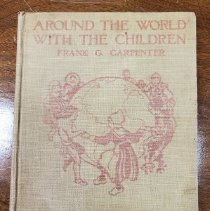 AROUND THE WORLD
WITH THE CHILDREN
FRANK G. CARPENTER